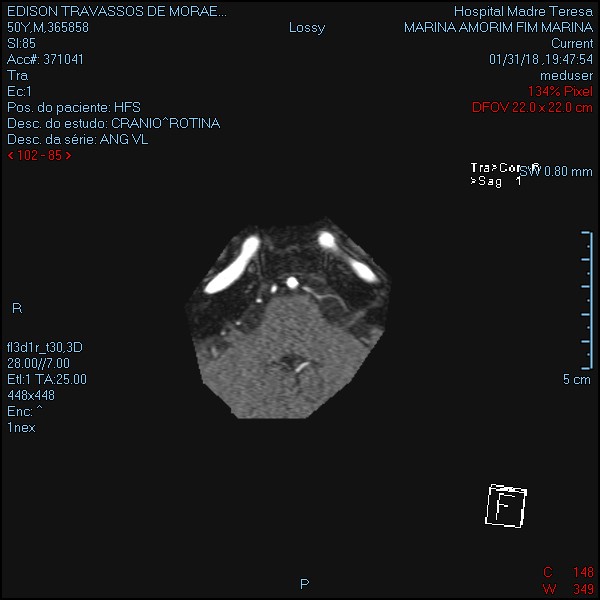 EDISON TRAVASSOS DE MORAE...
50Y,M,365858
SI:85
Acc#: 371041
Tra
Ec:1
Pos. do paciente: HFS
Desc. do estudo: CRANIO^ROTINA
Desc. da série: ANG VL
< 102 - 85 >
Lossy
Hospital Madre Teresa
MARINA AMORIM FIM MARINA
Current
01/31/18 ,19:47:54
meduser
134% Pixel
DFOV 22.0 x 22.0 cm
Tra>Cor
SW 0.80 mm
>Sag 1
R
fl3d1r_t30,3D
28.00//7.00
Etl:1 TA:25.00
448x448
Enc: ^
1nex
5 cm
F
P
C 148
W 349